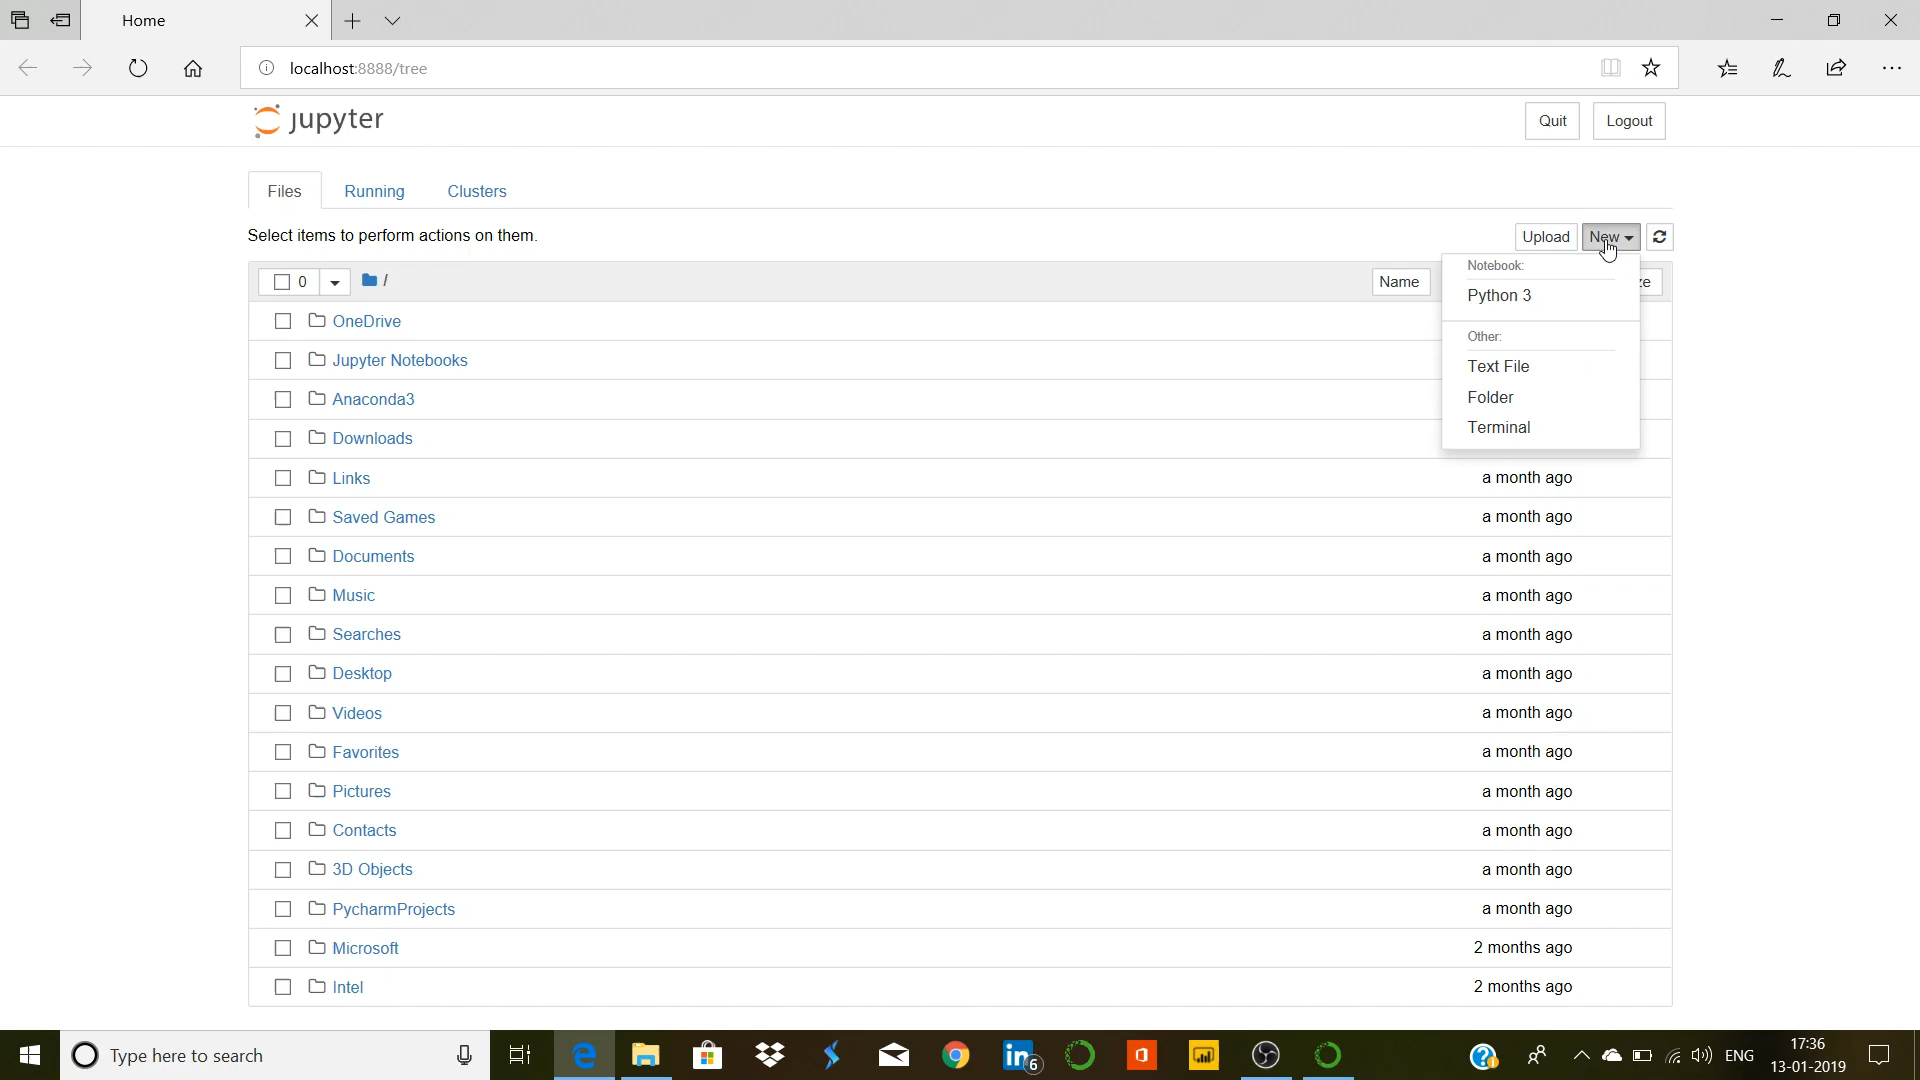 Home
localhost:8888/tree
jupyter
Quit Logout
Files Running Clusters
Select items to perform actions on them.
Upload New
0 /
Name
ze
Notebook:
Python 3
Other:
Text File
Folder
Terminal
OneDrive
Jupyter Notebooks
Anaconda3
Downloads
Links a month ago
Saved Games a month ago
Documents a month ago
Music a month ago
Searches a month ago
Desktop a month ago
Videos a month ago
Favorites a month ago
Pictures a month ago
Contacts a month ago
3D Objects a month ago
PycharmProjects a month ago
Microsoft 2 months ago
Intel 2 months ago
Type here to search
in 6
ENG
17:36
13-01-2019